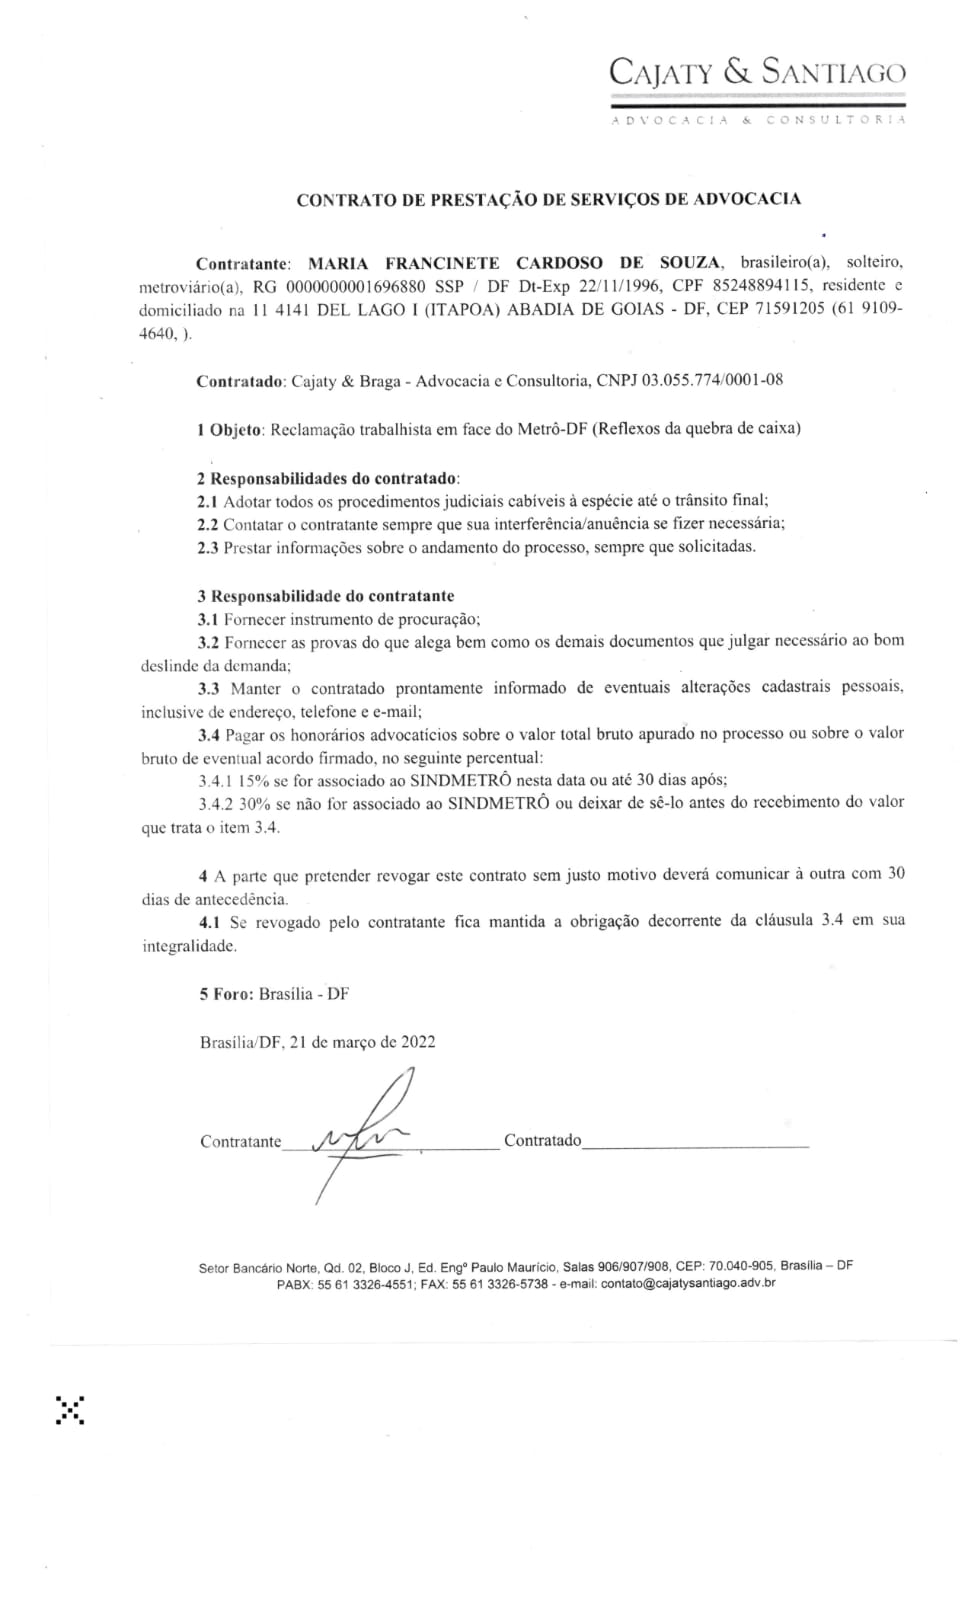 CAJATY & SANTIAGO
ADVOCACIA & CONSULTORIA
CONTRATO DE PRESTAÇÃO DE SERVIÇOS DE ADVOCACIA
Contratante: MARIA FRANCINETE CARDOSO DE SOUZA, brasileiro(a), solteiro,
metroviário(a), RG 0000000001696880 SSP / DF Dt-Exp 22/11/1996, CPF 85248894115, residente e
domiciliado na 11 4141 DEL LAGO I (ITAPOA) ABADIA DE GOIAS - DF, CEP 71591205 (61 9109-
4640, ).
Contratado: Cajaty & Braga - Advocacia e Consultoria, CNPJ 03.055.774/0001-08
1 Objeto: Reclamação trabalhista em face do Metrô-DF (Reflexos da quebra de caixa)
2 Responsabilidades do contratado:
2.1 Adotar todos os procedimentos judiciais cabíveis à espécie até o trânsito final;
2.2 Contatar o contratante sempre que sua interferência/anuência se fizer necessária;
2.3 Prestar informações sobre o andamento do processo, sempre que solicitadas.
3 Responsabilidade do contratante
3.1 Fornecer instrumento de procuração;
3.2 Fornecer as provas do que alega bem como os demais documentos que julgar necessário ao bom
deslinde da demanda;
3.3 Manter o contratado prontamente informado de eventuais alterações cadastrais pessoais,
inclusive de endereço, telefone e e-mail;
3.4 Pagar os honorários advocatícios sobre o valor total bruto apurado no processo ou sobre o valor
bruto de eventual acordo firmado, no seguinte percentual:
3.4.1 15% se for associado ao SINDMETRÔ nesta data ou até 30 dias após;
3.4.2 30% se não for associado ao SINDMETRÔ ou deixar de sê-lo antes do recebimento do valor
que trata o item 3.4.
4 A parte que pretender revogar este contrato sem justo motivo deverá comunicar à outra com 30
dias de antecedência.
4.1 Se revogado pelo contratante fica mantida a obrigação decorrente da cláusula 3.4 em sua
integralidade.
5 Foro: Brasília - DF
Brasília/DF, 21 de março de 2022
Contratante Contratado
Setor Bancário Norte, Qd. 02, Bloco J, Ed. Engº Paulo Maurício, Salas 906/907/908, CEP: 70.040-905, Brasília – DF
PABX: 55 61 3326-4551; FAX: 55 61 3326-5738 - e-mail: contato@cajatysantiago.adv.br